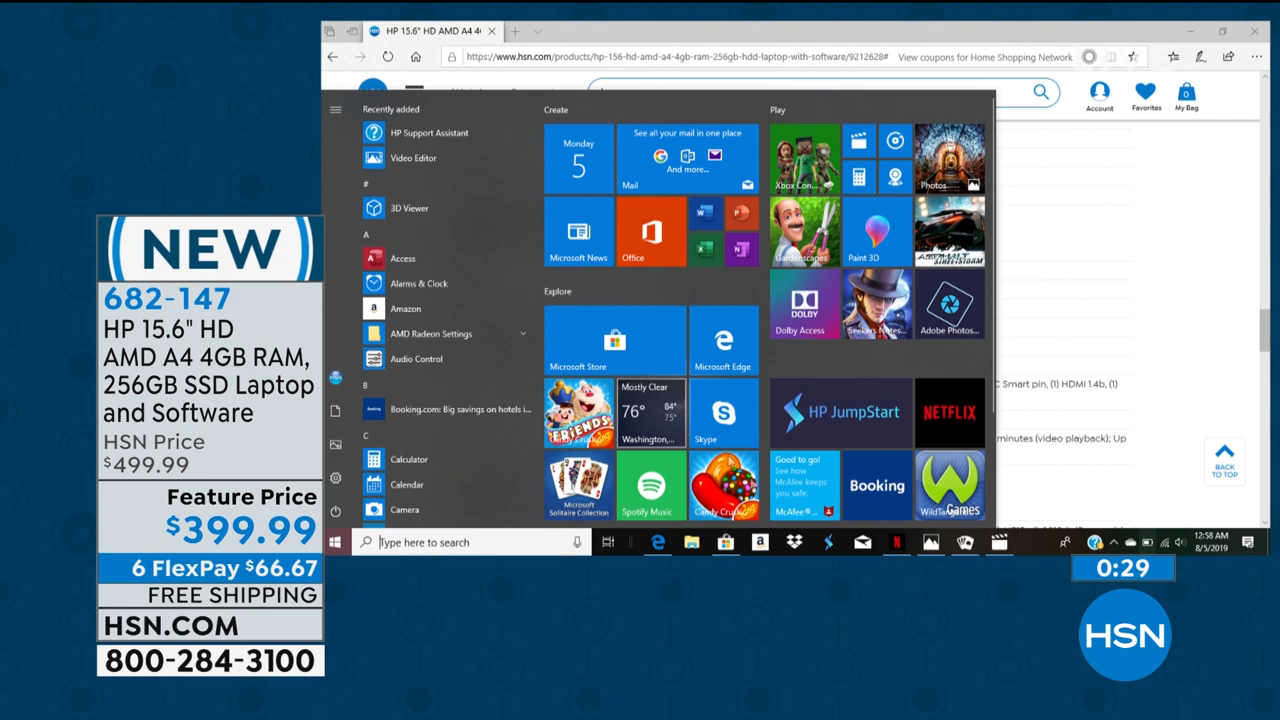 NEW
682-147
HP 15.6" HD
AMD A4 4GB RAM,
256GB SSD Laptop
and Software
HSN Price
$499.99
Feature Price
$399.99
6 FlexPay $66.67
FREE SHIPPING
HSN.COM
800-284-3100
HP 15.6" HD AMD A4 4(
https://www.hsn.com/products/hp-156-hd-amd-a4-4gb-ram-256gb-hdd-laptop-with-software/9212628#
View coupons for Home Shopping Network
Account
Favorites
0
My Bag
Recently added
HP Support Assistant
Video Editor
#
3D Viewer
A
Access
Alarms & Clock
Amazon
AMD Radeon Settings
Audio Control
B
Booking.com: Big savings on hotels i...
C
Calculator
Calendar
Camera
Create
Monday
5
See all your mail in one place
And more...
Mail
Microsoft News
Office
Explore
Microsoft Store
Microsoft Edge
Mostly Clear
76° 84°
75°
Washington,...
Skype
Microsoft
Solitaire Collection
Spotify Music
Candy Crush...
Play
Xbox Con...
Photos
Gardenscapes
Paint 3D
DOLBY
Dolby Access
Seekers Notes...
Adobe Photos...
HP JumpStart
NETFLIX
Good to go!
See how
McAfee keeps
you safe.
McAfee®...
Booking
Games
C Smart pin, (1) HDMI 1.4b, (1)
minutes (video playback); Up
BACK
TO TOP
Type here to search
12:58 AM
8/5/2019
0:29
HSN